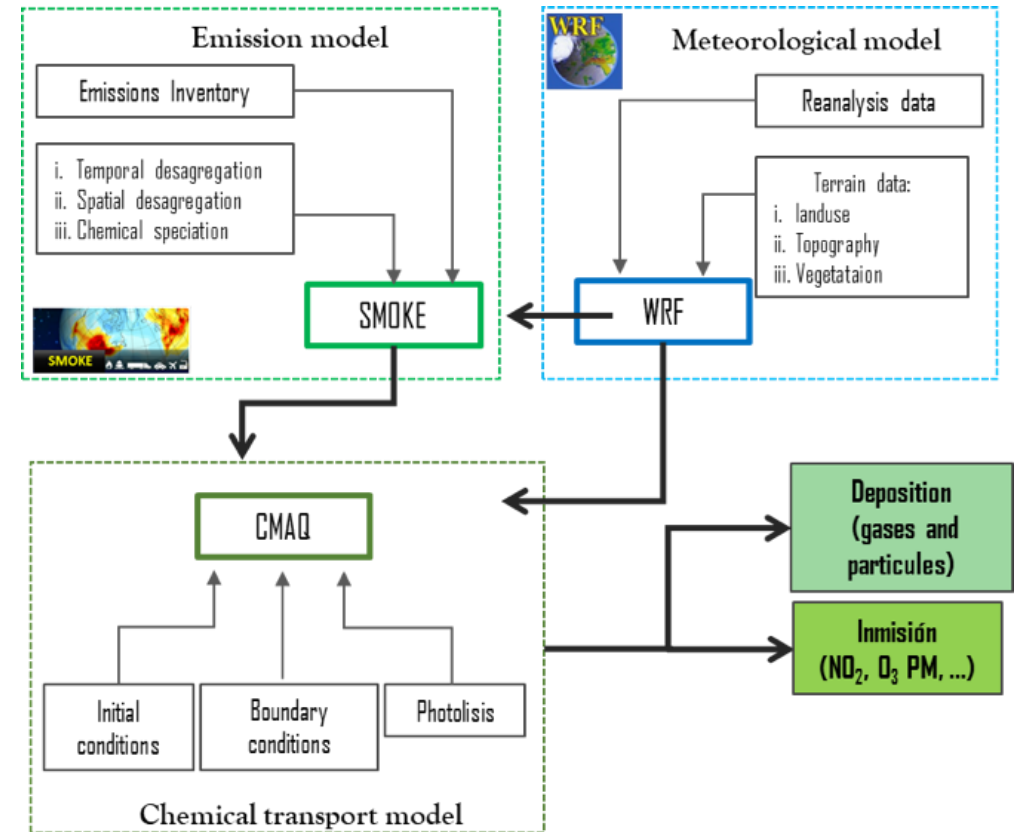 Emission model
Emissions Inventory
i. Temporal desagregation
ii. Spatial desagregation
iii. Chemical speciation
SMOKE
SMOKE
WRF
Meteorological model
Reanalysis data
Terrain data:
i. landuse
ii. Topography
iii. Vegetataion
WRF
CMAQ
Initial
conditions
Boundary
conditions
Photolisis
Chemical transport model
Deposition
(gases and
particules)
Inmisión
(NO₂, O₃ PM, ...)